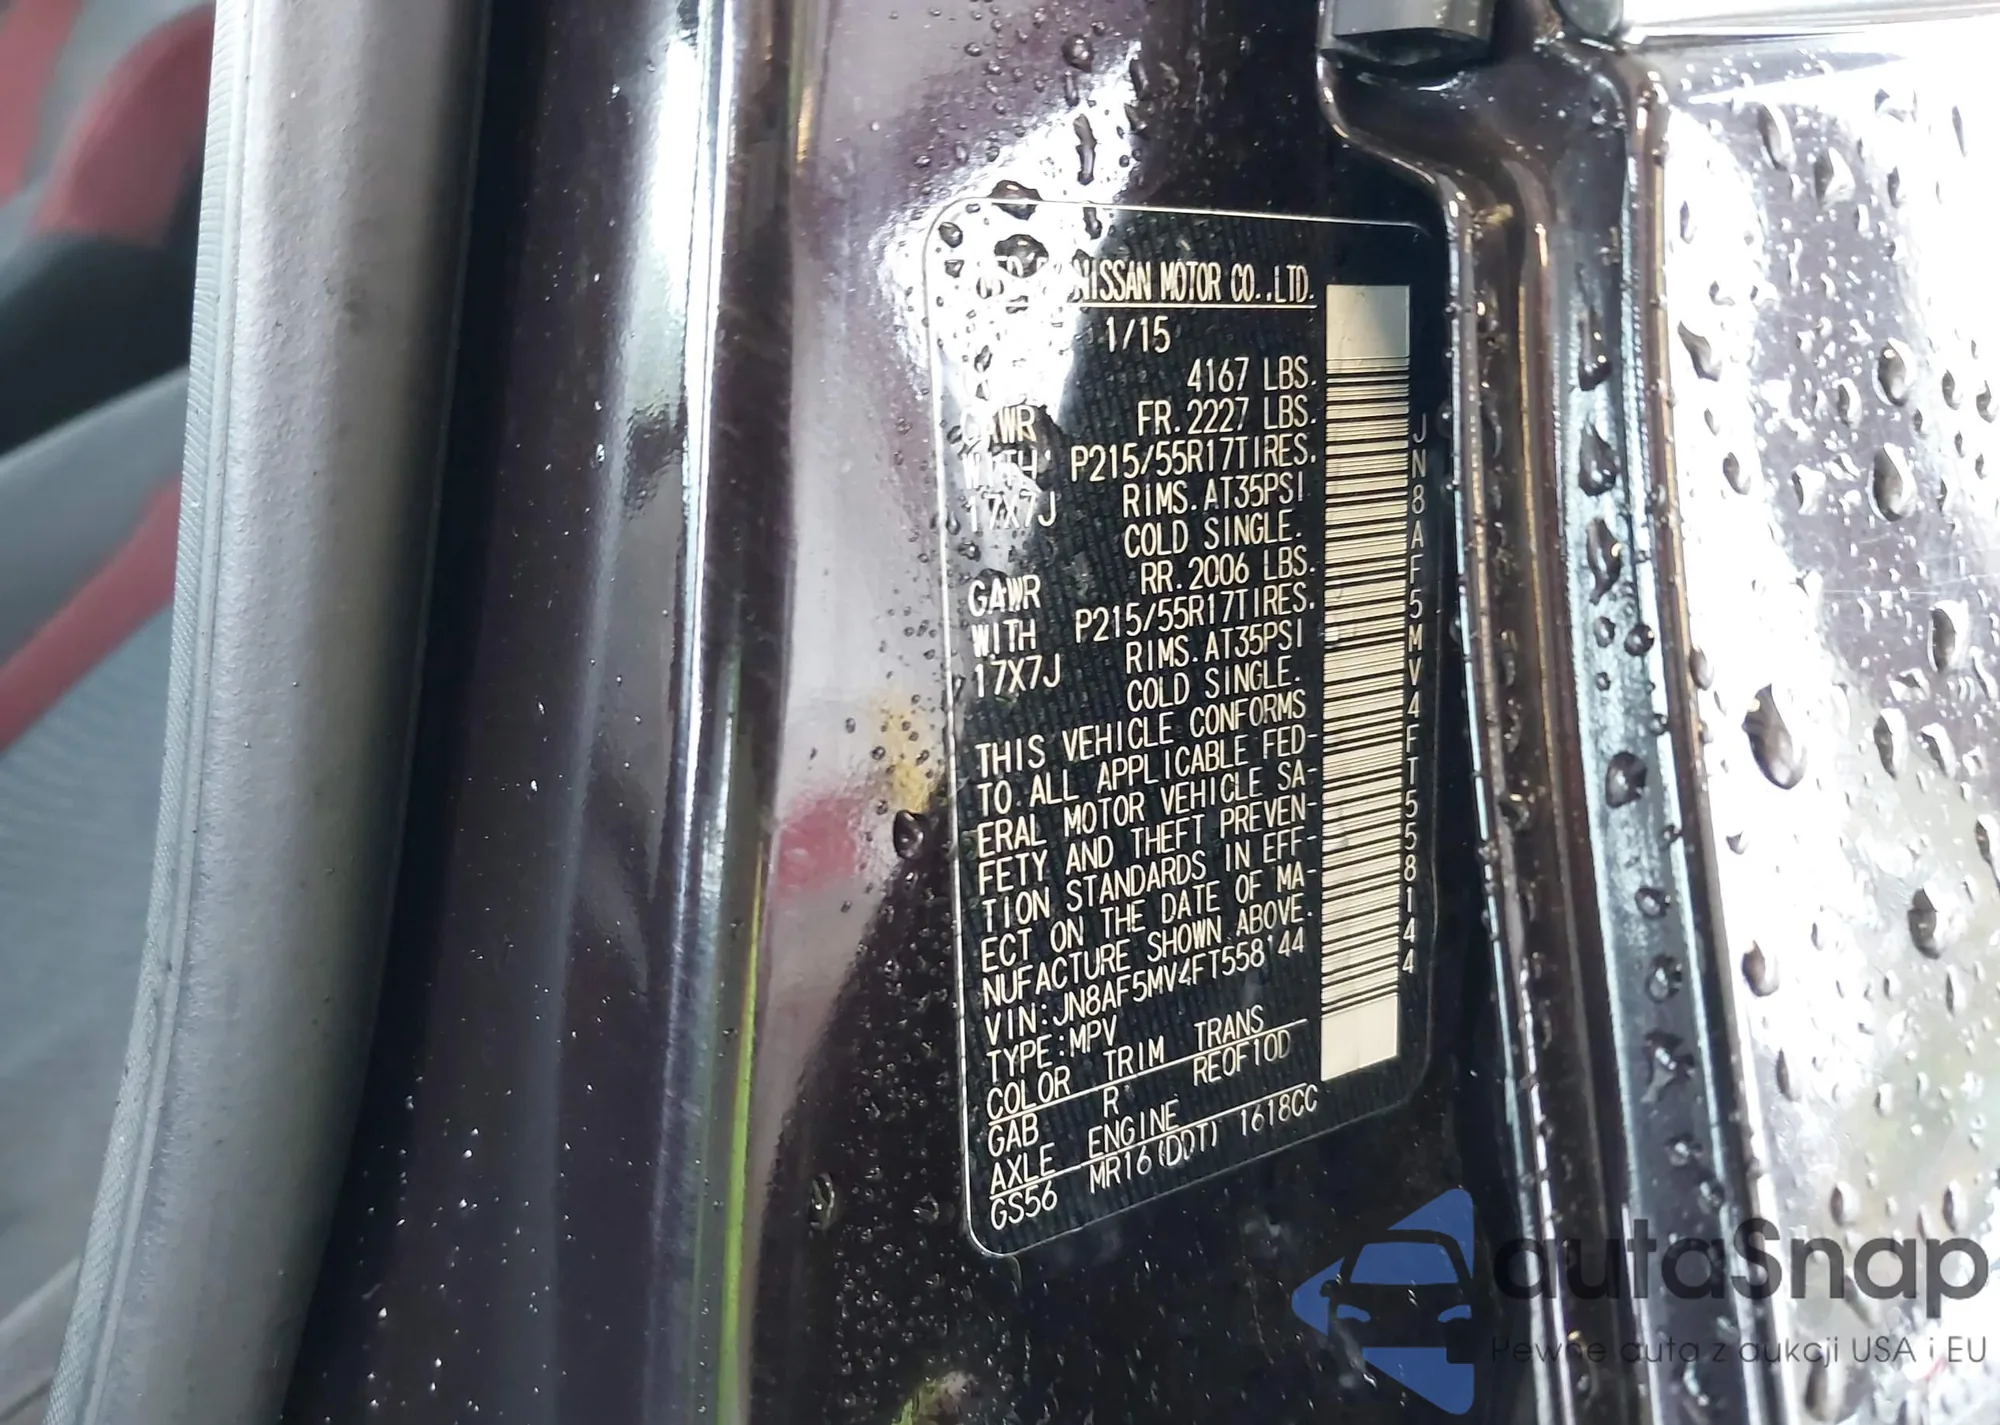 NISSAN MOTOR CO.,LTD.
1/15
4167 LBS.
GAWR FR. 2227 LBS.
WITH P215/55R17TIRES.
17X7J RIMS. AT35PSI
COLD SINGLE.
GAWR RR. 2006 LBS.
WITH P215/55R17TIRES.
17X7J RIMS. AT35PSI
COLD SINGLE.
THIS VEHICLE CONFORMS
TO ALL APPLICABLE FED-
ERAL MOTOR VEHICLE SA-
FETY AND THEFT PREVEN-
TION STANDARDS IN EFF-
ECT ON THE DATE OF MA-
NUFACTURE SHOWN ABOVE.
VIN:JN8AF5MV4FT558144
TYPE:MPV
COLOR TRIM TRANS
GAB R REOF10D
AXLE ENGINE
GS56 MR16(DDT) 1618CC
JN8AF5MV4FT558144
autaSnap
Pewne auta z aukcji USA i EU